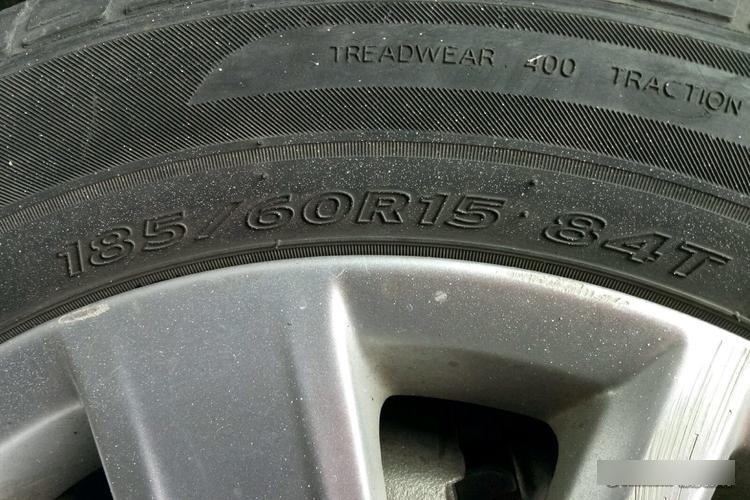 TREADWEAR 400 TRACTION
185/60R15 84T